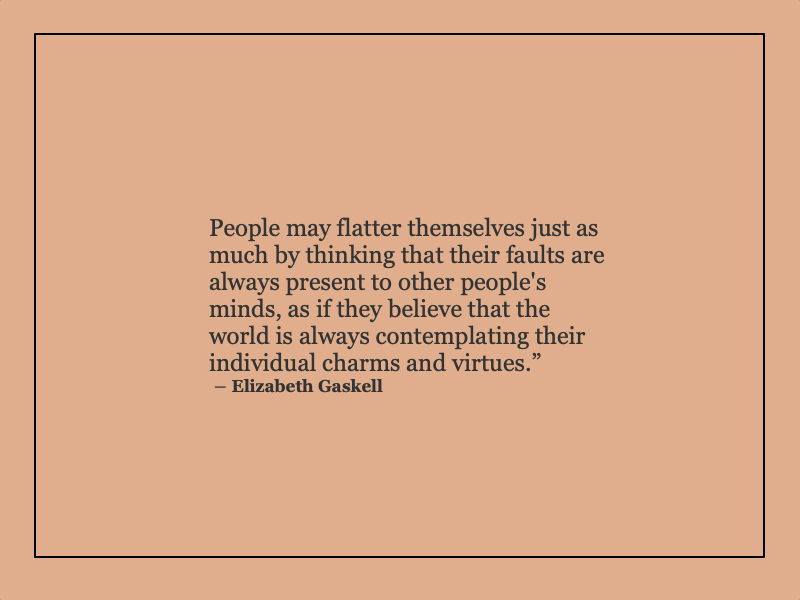 People may flatter themselves just as
much by thinking that their faults are
always present to other people's
minds, as if they believe that the
world is always contemplating their
individual charms and virtues.”
– Elizabeth Gaskell